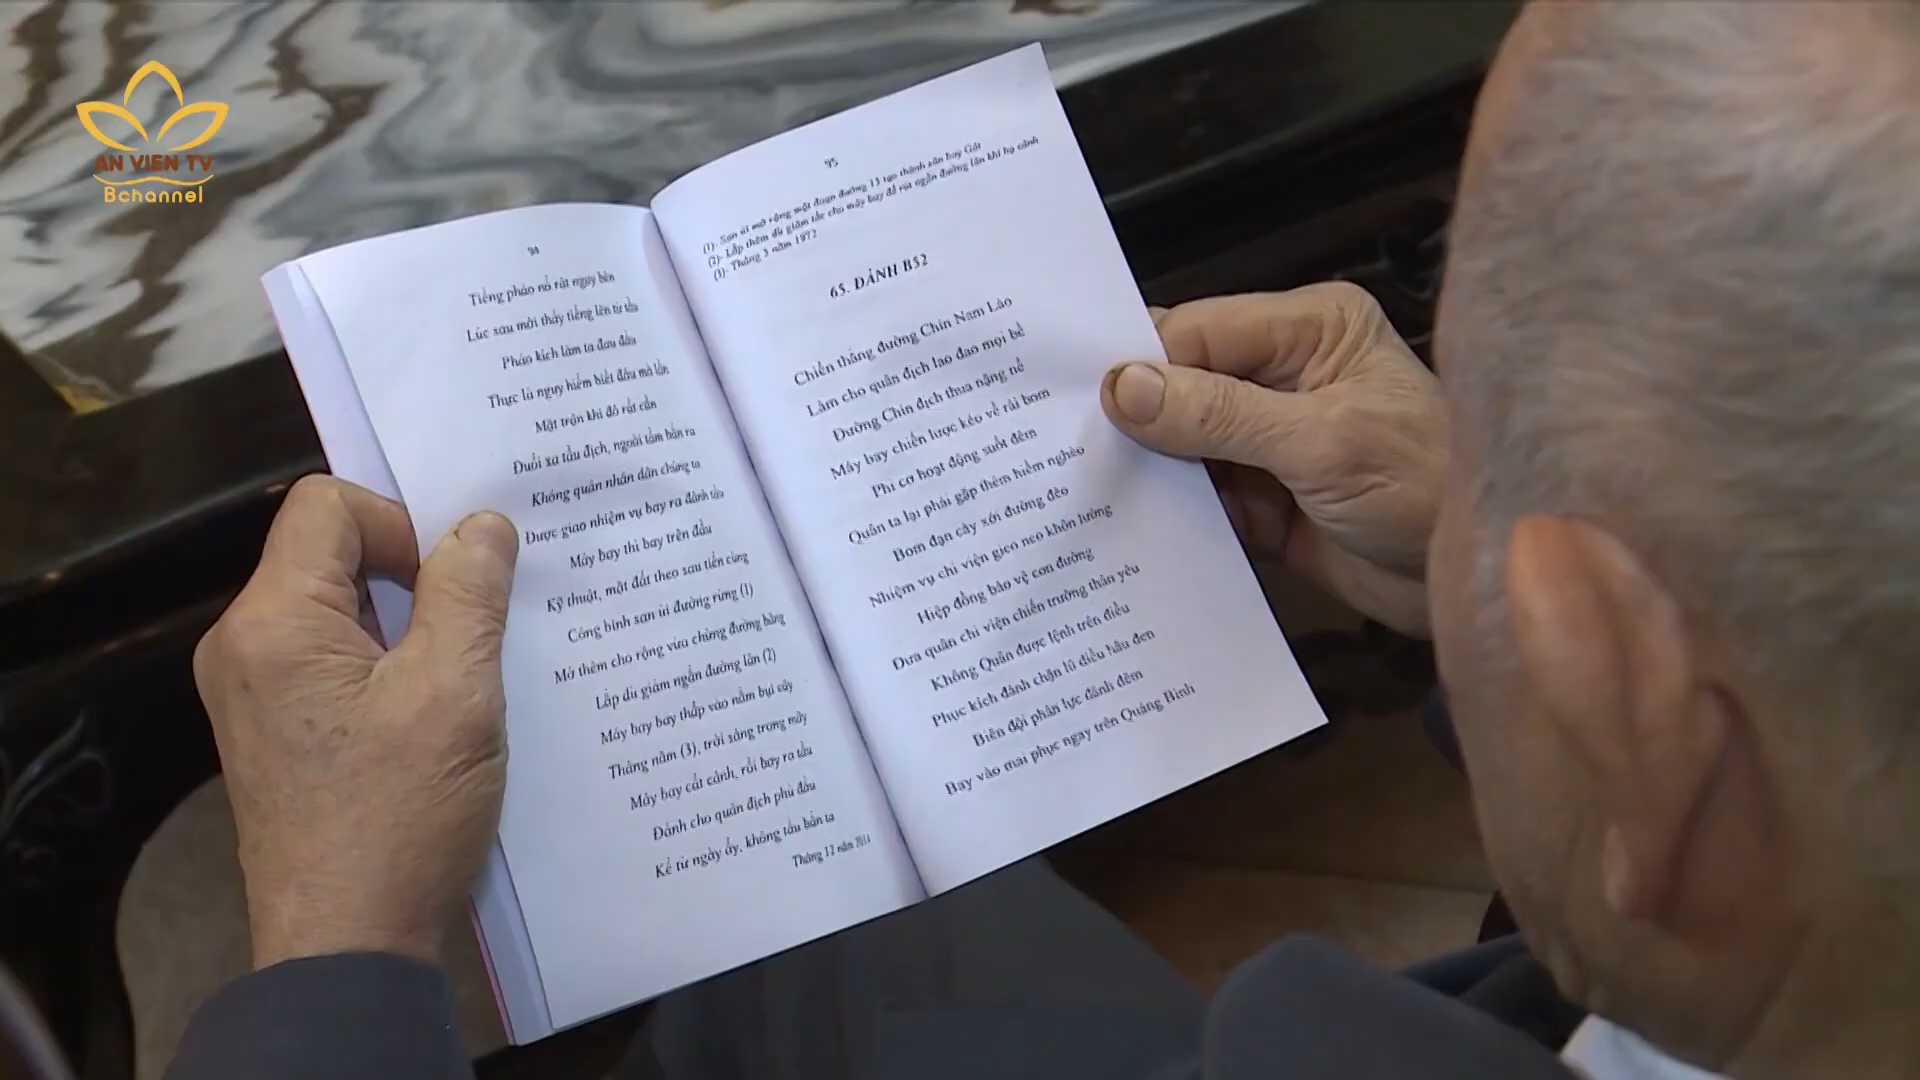 AN VIEN TV
Bchannel
94
Tiếng pháo nổ rát nguy bên
Lúc sau mới thấy tiếng lên từ tầu
Pháo kích làm ta đau đầu
Thực là nguy hiểm biết đâu mà lần
Mặt trận khi đó rất cần
Đuổi xa tầu địch, ngoài tầm bắn ra
Không quân nhân dân chúng ta
Được giao nhiệm vụ bay ra đánh tầu
Máy bay thì bay trên đầu
Kỹ thuật, mặt đất theo sau tiến cùng
Công binh san ủi đường rừng (1)
Mở thêm cho rộng vừa chừng đường băng
Lắp dù giảm ngắn đường lăn (2)
Máy bay bay thấp vào nằm bụi cây
Tháng năm (3), trời sáng trong mây
Máy bay cất cánh, rồi bay ra tầu
Đánh cho quân địch phủ đầu
Kể từ ngày ấy, không tầu bắn ta
Tháng 12 năm 2014
95
(1)- San ủi mở rộng một đoạn đường 15 tạo thành sân bay Gát
(2)- Lắp thêm dù giảm tốc cho máy bay để rút ngắn đường lăn khi hạ cánh
(3)- Tháng 5 năm 1972
65. ĐÁNH B52
Chiến thắng đường Chín Nam Lào
Làm cho quân địch lao đao mọi bề
Đường Chín địch thua nặng nề
Máy bay chiến lược kéo về rải bom
Phi cơ hoạt động suốt đêm
Quân ta lại phải gặp thêm hiểm nghèo
Bom đạn cày xới đường đèo
Nhiệm vụ chi viện gieo neo khôn lường
Hiệp đồng bảo vệ con đường
Đưa quân chi viện chiến trường thân yêu
Không Quân được lệnh trên điều
Phục kích đánh chặn lũ diều hâu đen
Biên đội phản lực đánh đêm
Bay vào mai phục ngay trên Quảng Bình